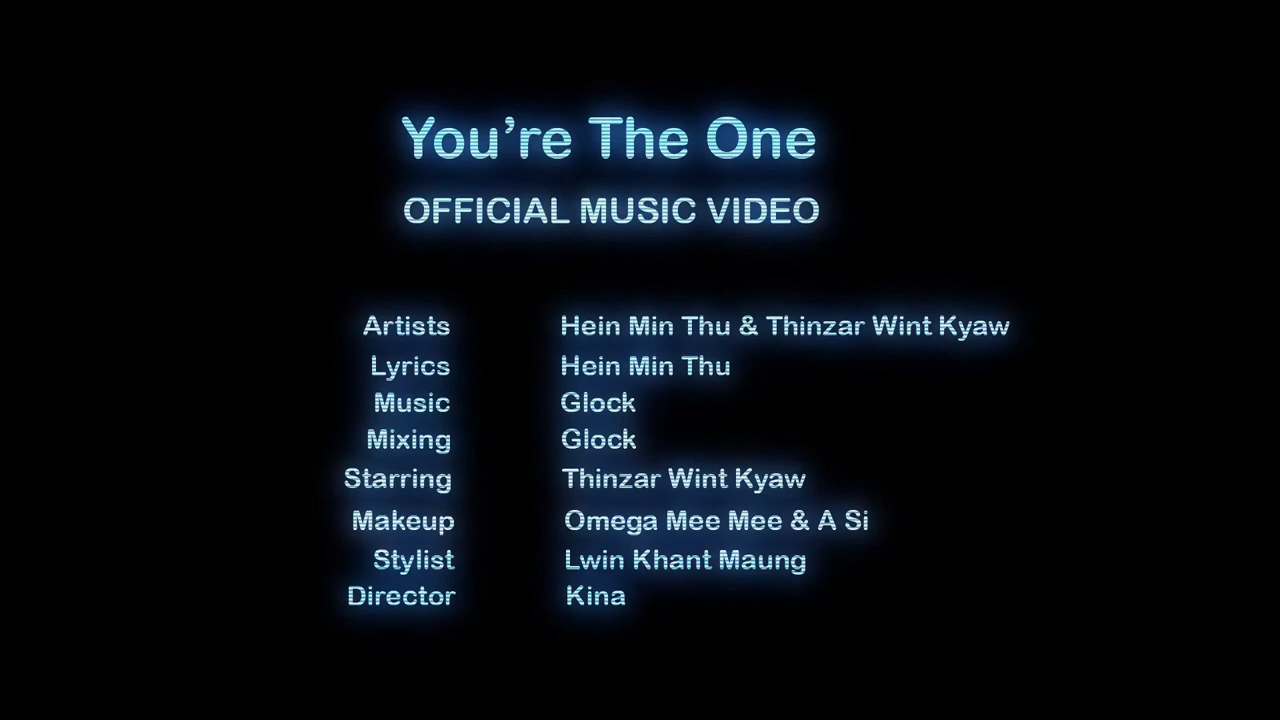 You're The One
OFFICIAL MUSIC VIDEO
Artists Hein Min Thu & Thinzar Wint Kyaw
Lyrics Hein Min Thu
Music Glock
Mixing Glock
Starring Thinzar Wint Kyaw
Makeup Omega Mee Mee & A Si
Stylist Lwin Khant Maung
Director Kina